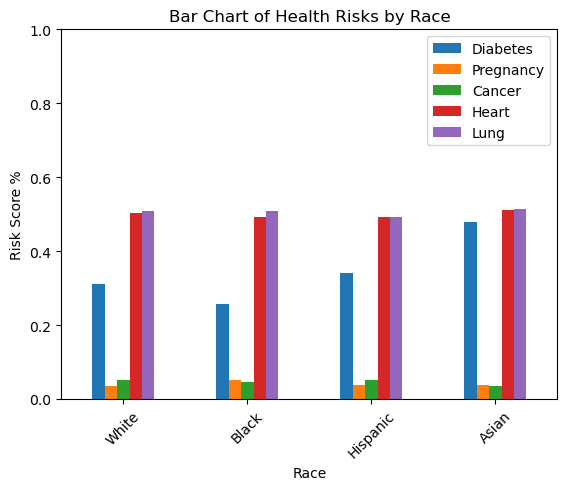 Bar Chart of Health Risks by Race
1.0
0.8
0.6
0.4
0.2
0.0
Risk Score %
Diabetes
Pregnancy
Cancer
Heart
Lung
White
Black
Hispanic
Asian
Race